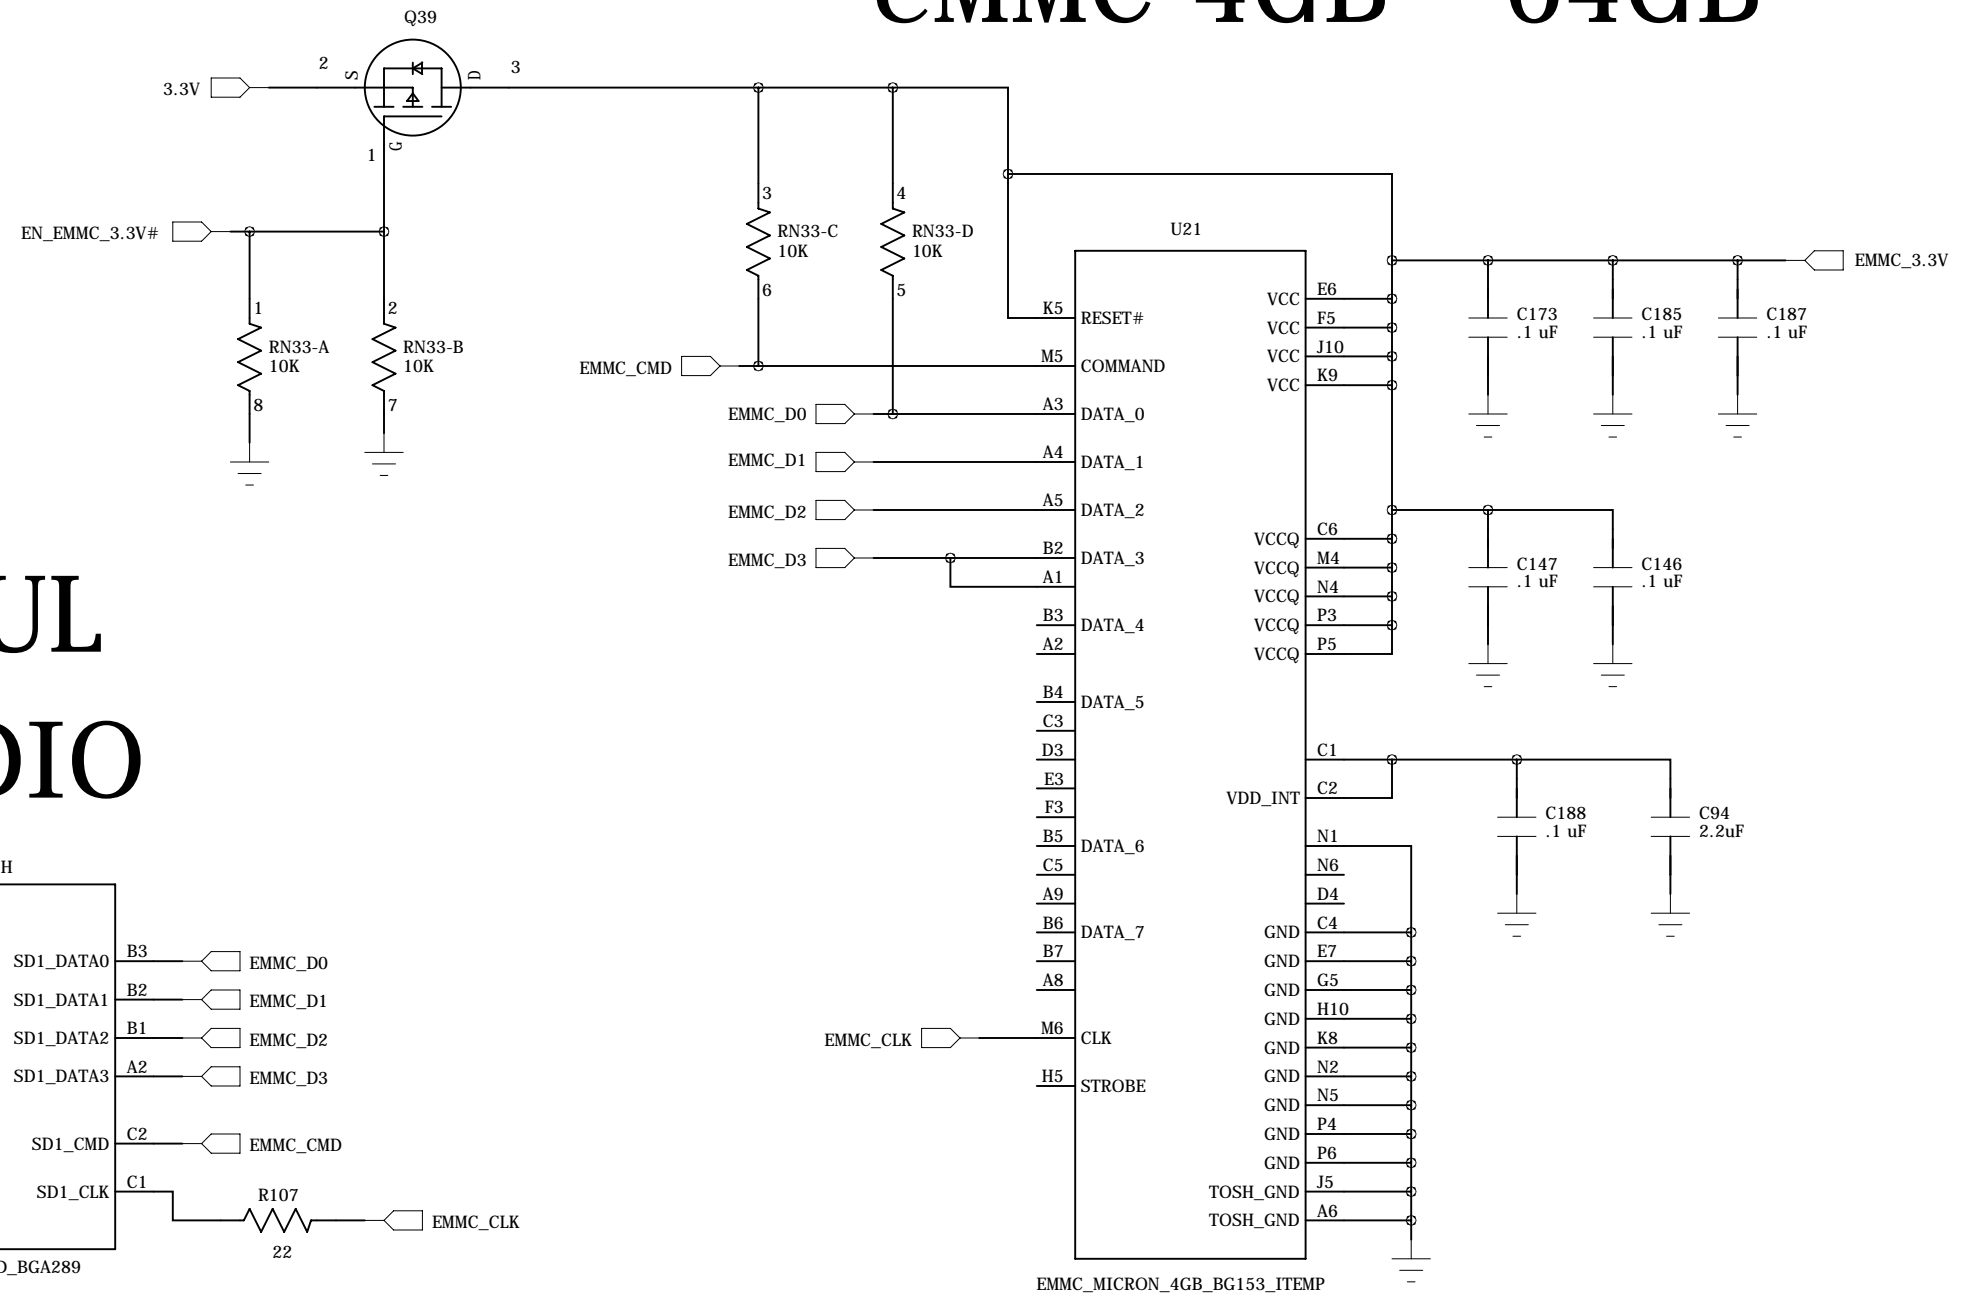 EMMC 4GB - 64GB
Q39
3.3V
2
S
D
3
G
1
EN_EMMC_3.3V#
1
RN33-A
10K
8
2
RN33-B
10K
7
3
RN33-C
10K
6
4
RN33-D
10K
5
U21
K5 RESET#
EMMC_CMD M5 COMMAND
EMMC_D0 A3 DATA_0
EMMC_D1 A4 DATA_1
EMMC_D2 A5 DATA_2
EMMC_D3 B2 DATA_3
A1
B3 DATA_4
A2
B4 DATA_5
C3
D3
E3
F3
B5 DATA_6
C5
A9
B6 DATA_7
B7
A8
EMMC_CLK M6 CLK
H5 STROBE
VCC E6
VCC F5
VCC J10
VCC K9
VCCQ C6
VCCQ M4
VCCQ N4
VCCQ P3
VCCQ P5
C1
VDD_INT C2
N1
N6
D4
GND C4
GND E7
GND G5
GND H10
GND K8
GND N2
GND N5
GND P4
GND P6
TOSH_GND J5
TOSH_GND A6
EMMC_MICRON_4GB_BG153_ITEMP
EMMC_3.3V
C173
.1 uF
C185
.1 uF
C187
.1 uF
C147
.1 uF
C146
.1 uF
C188
.1 uF
C94
2.2uF
UL
DIO
H
SD1_DATA0 B3 EMMC_D0
SD1_DATA1 B2 EMMC_D1
SD1_DATA2 B1 EMMC_D2
SD1_DATA3 A2 EMMC_D3
SD1_CMD C2 EMMC_CMD
SD1_CLK C1
R107
22
EMMC_CLK
D_BGA289